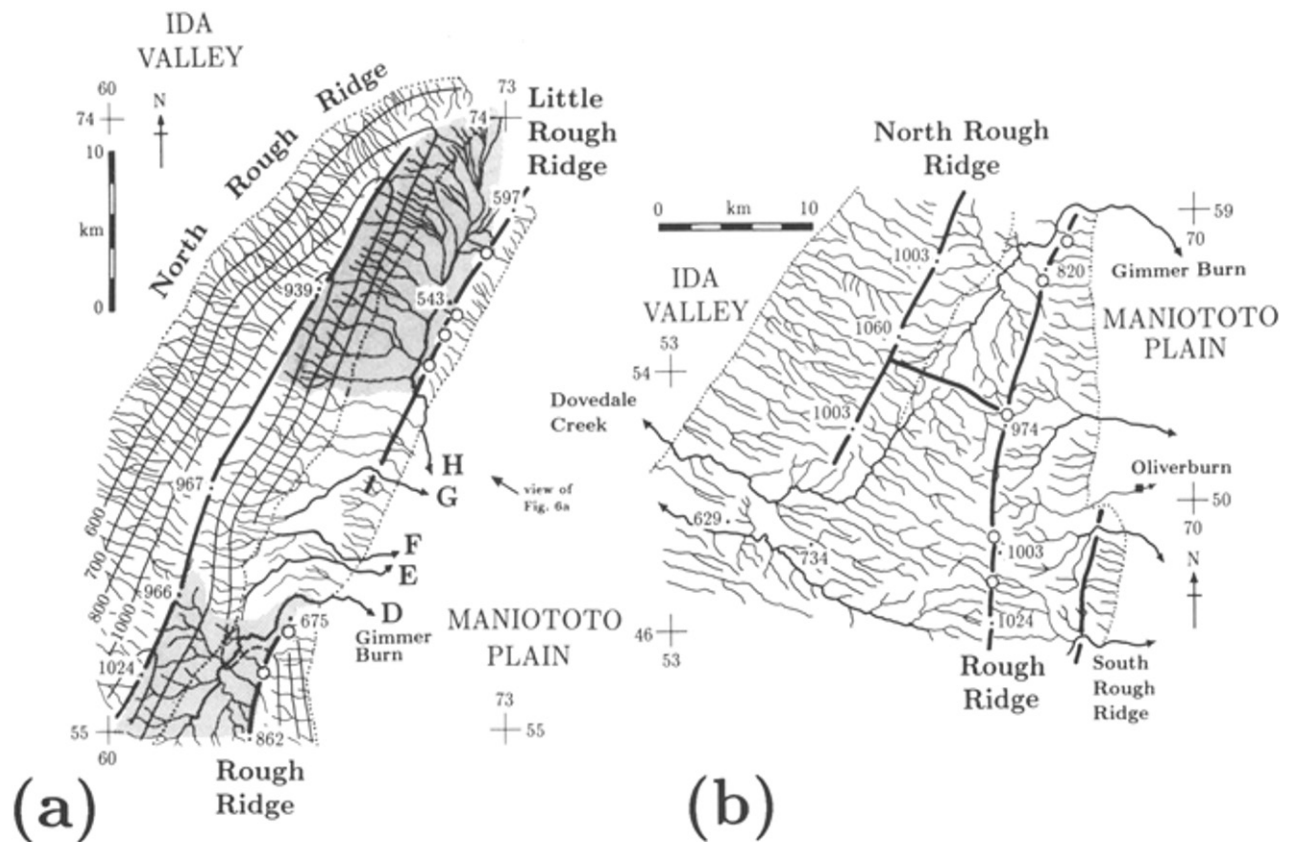 IDA
VALLEY
60
74
N
10
km
0
North Rough Ridge
73
74
Little
Rough
Ridge
597
543
939
967
600
700
800
1000
966
1024
H
G
F
E
D
Gimmer
Burn
675
view of
Fig. 6a
MANIOTOTO
PLAIN
73
55
55
60
862
Rough
Ridge
(a)
North Rough
Ridge
0 km 10
59
70
Gimmer Burn
1003
820
IDA
VALLEY
1060
MANIOTOTO
PLAIN
53
54
Dovedale
Creek
1003
974
Oliverburn
50
70
629
734
1003
N
46
53
1024
Rough
Ridge
South
Rough
Ridge
(b)